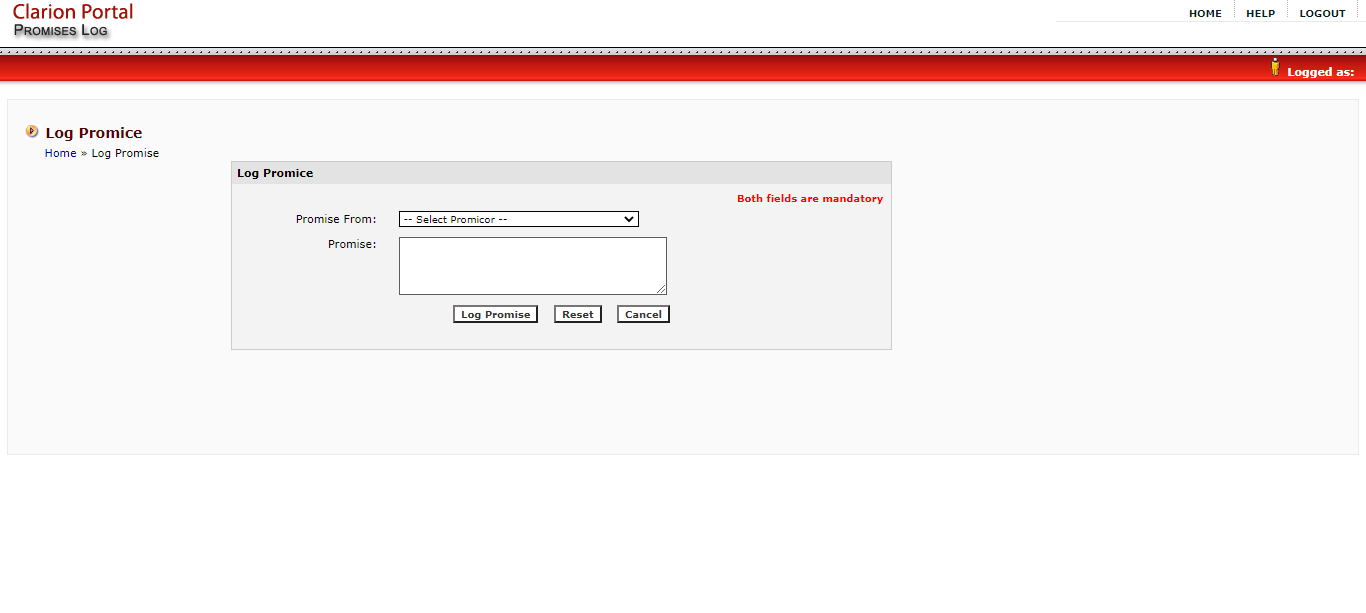 Clarion Portal
PROMISES LOG
HOME HELP LOGOUT
Logged as:
Log Promice
Home » Log Promise
Log Promice
Both fields are mandatory
Promise From: -- Select Promicor --
Promise:
Log Promise Reset Cancel